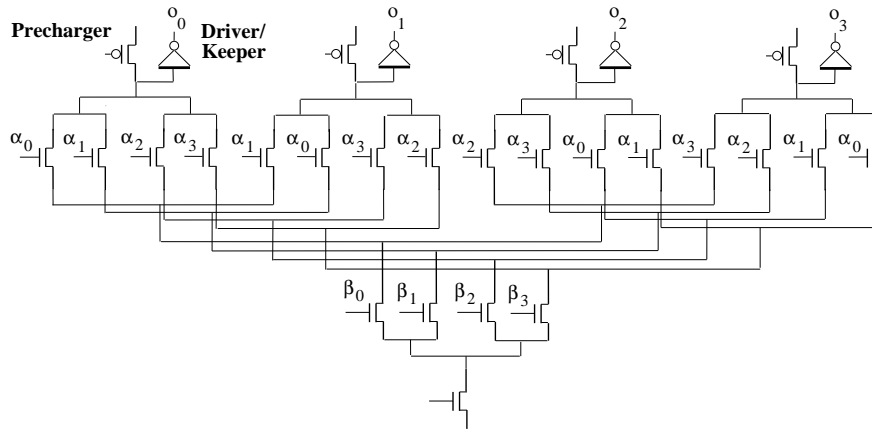 o₀ o₁ o₂ o₃
Precharger Driver/
Keeper
α₀ α₁ α₂ α₃ α₁ α₀ α₃ α₂ α₂ α₃ α₀ α₁ α₃ α₂ α₁ α₀
β₀ β₁ β₂ β₃